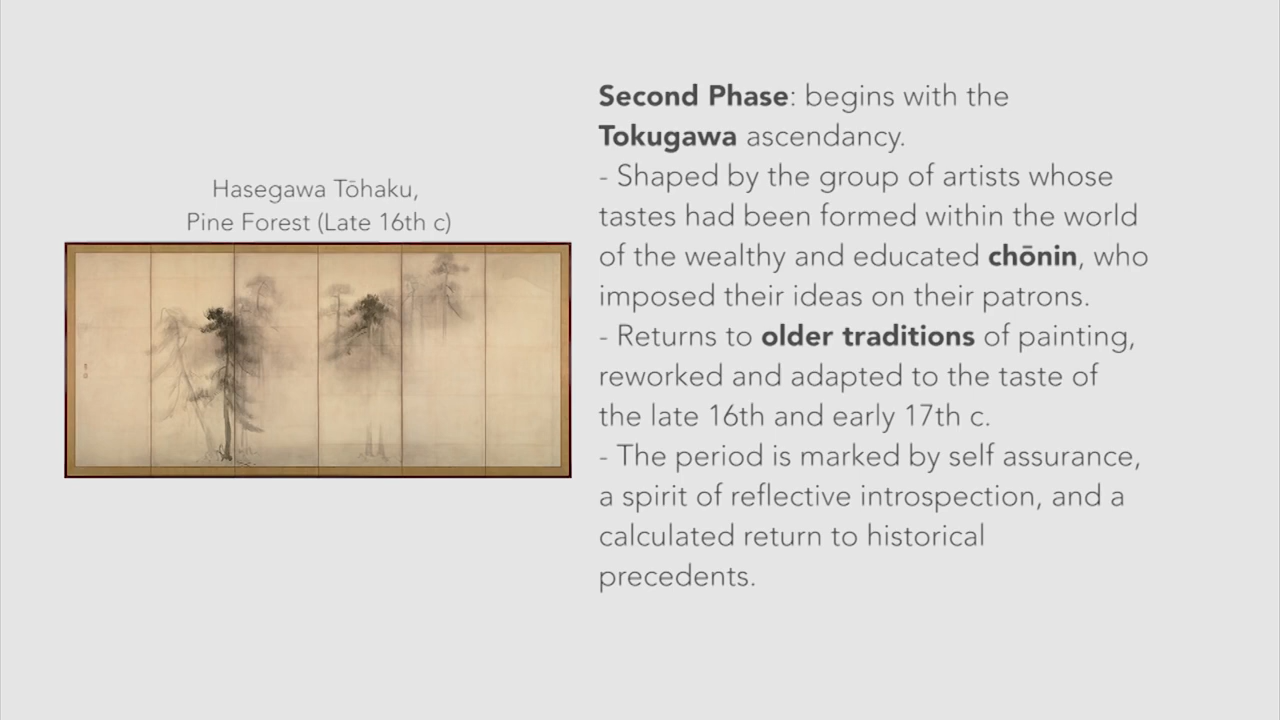 Hasegawa Tōhaku,
Pine Forest (Late 16th c)
Second Phase: begins with the
Tokugawa ascendancy.
- Shaped by the group of artists whose
tastes had been formed within the world
of the wealthy and educated chōnin, who
imposed their ideas on their patrons.
- Returns to older traditions of painting,
reworked and adapted to the taste of
the late 16th and early 17th c.
- The period is marked by self assurance,
a spirit of reflective introspection, and a
calculated return to historical
precedents.